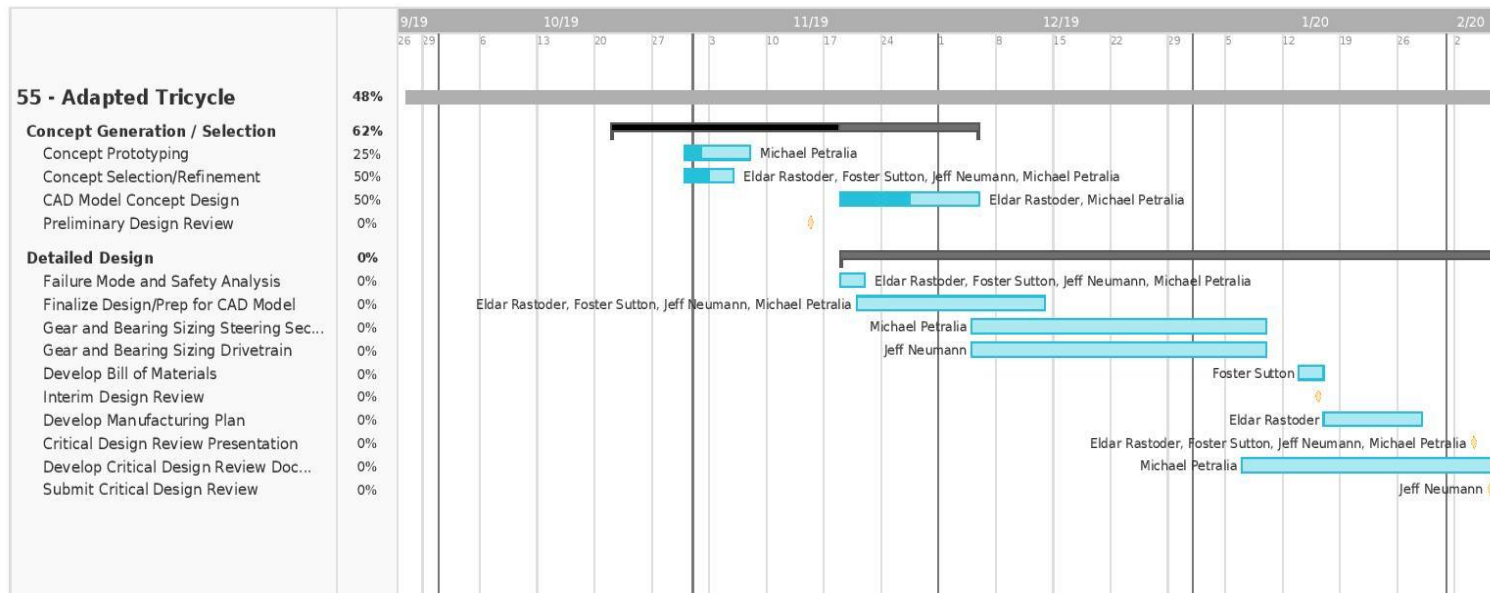 9/19 10/19 11/19 12/19 1/20 2/20
26 29 6 13 20 27 3 10 17 24 1 8 15 22 29 5 12 19 26 2
55 - Adapted Tricycle 48%
Concept Generation / Selection 62%
Concept Prototyping 25% Michael Petralia
Concept Selection/Refinement 50% Eldar Rastoder, Foster Sutton, Jeff Neumann, Michael Petralia
CAD Model Concept Design 50% Eldar Rastoder, Michael Petralia
Preliminary Design Review 0%
Detailed Design 0%
Failure Mode and Safety Analysis 0% Eldar Rastoder, Foster Sutton, Jeff Neumann, Michael Petralia
Finalize Design/Prep for CAD Model 0% Eldar Rastoder, Foster Sutton, Jeff Neumann, Michael Petralia
Gear and Bearing Sizing Steering Sec... 0% Michael Petralia
Gear and Bearing Sizing Drivetrain 0% Jeff Neumann
Develop Bill of Materials 0% Foster Sutton
Interim Design Review 0%
Develop Manufacturing Plan 0% Eldar Rastoder
Critical Design Review Presentation 0% Eldar Rastoder, Foster Sutton, Jeff Neumann, Michael Petralia
Develop Critical Design Review Doc... 0% Michael Petralia
Submit Critical Design Review 0% Jeff Neumann